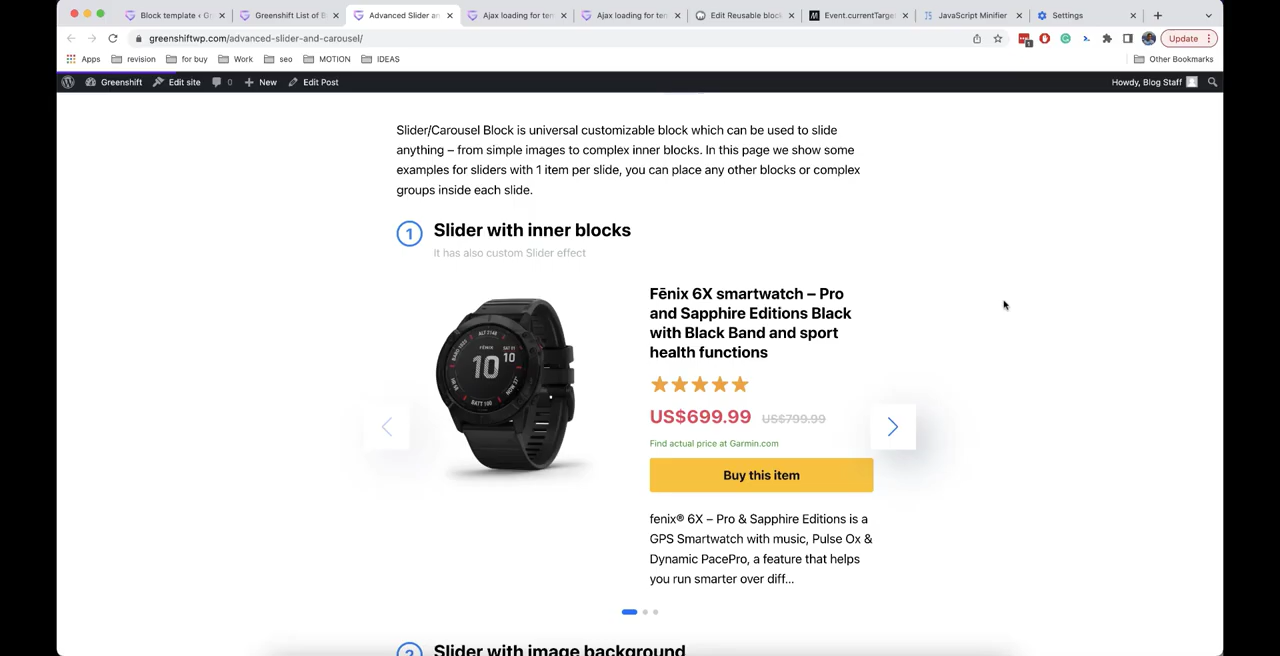 Block template ‹ G
Greenshift List of B
Advanced Slider an
Ajax loading for ten
Ajax loading for ten
Edit Reusable block
Event.currentTarge
JavaScript Minifier
Settings
greenshiftwp.com/advanced-slider-and-carousel/
Update
Apps
revision
for buy
Work
seo
MOTION
IDEAS
Other Bookmarks
Greenshift
Edit site
0
New
Edit Post
Howdy, Blog Staff
Slider/Carousel Block is universal customizable block which can be used to slide
anything – from simple images to complex inner blocks. In this page we show some
examples for sliders with 1 item per slide, you can place any other blocks or complex
groups inside each slide.
1 Slider with inner blocks
It has also custom Slider effect
Fēnix 6X smartwatch – Pro
and Sapphire Editions Black
with Black Band and sport
health functions
US$699.99 US$799.99
Find actual price at Garmin.com
Buy this item
fenix® 6X – Pro & Sapphire Editions is a
GPS Smartwatch with music, Pulse Ox &
Dynamic PacePro, a feature that helps
you run smarter over diff...
2 Slider with image background